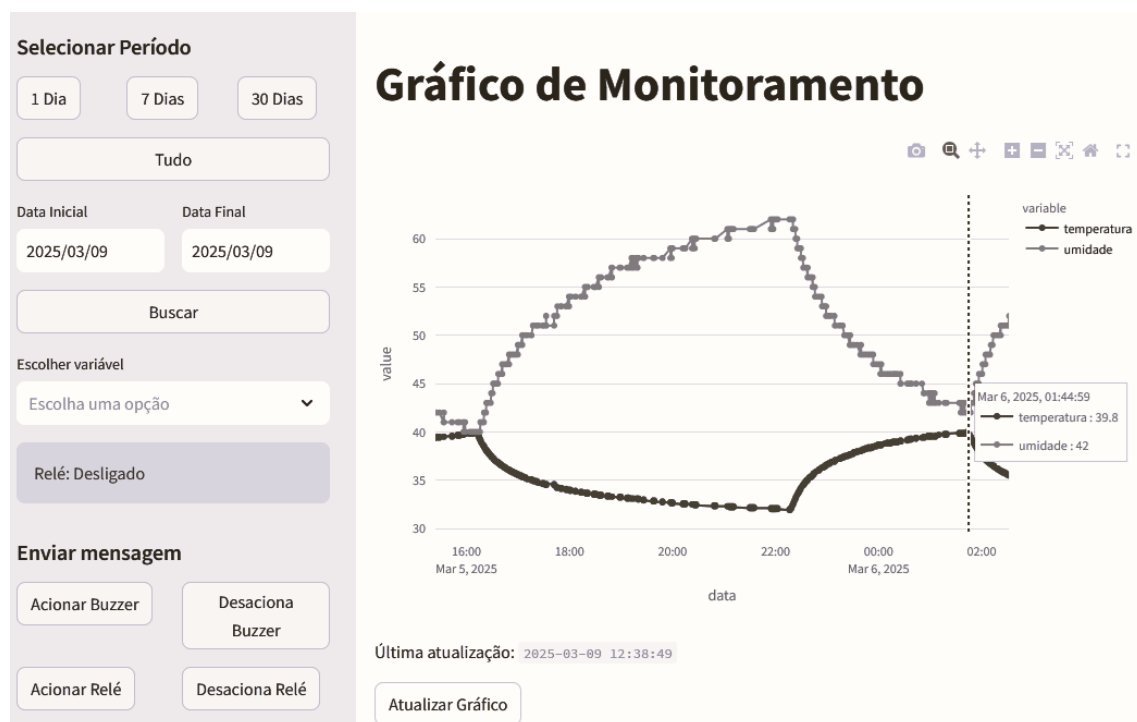 Selecionar Período
1 Dia
7 Dias
30 Dias
Tudo
Data Inicial
Data Final
2025/03/09
2025/03/09
Buscar
Escolher variável
Escolha uma opção
Relé: Desligado
Enviar mensagem
Acionar Buzzer
Desaciona
Buzzer
Acionar Relé
Desaciona Relé
Gráfico de Monitoramento
variable
temperatura
umidade
60
55
50
45
40
35
30
value
Mar 6, 2025, 01:44:59
temperatura : 39.8
umidade : 42
16:00
18:00
20:00
22:00
00:00
02:00
Mar 5, 2025
Mar 6, 2025
data
Última atualização: 2025-03-09 12:38:49
Atualizar Gráfico